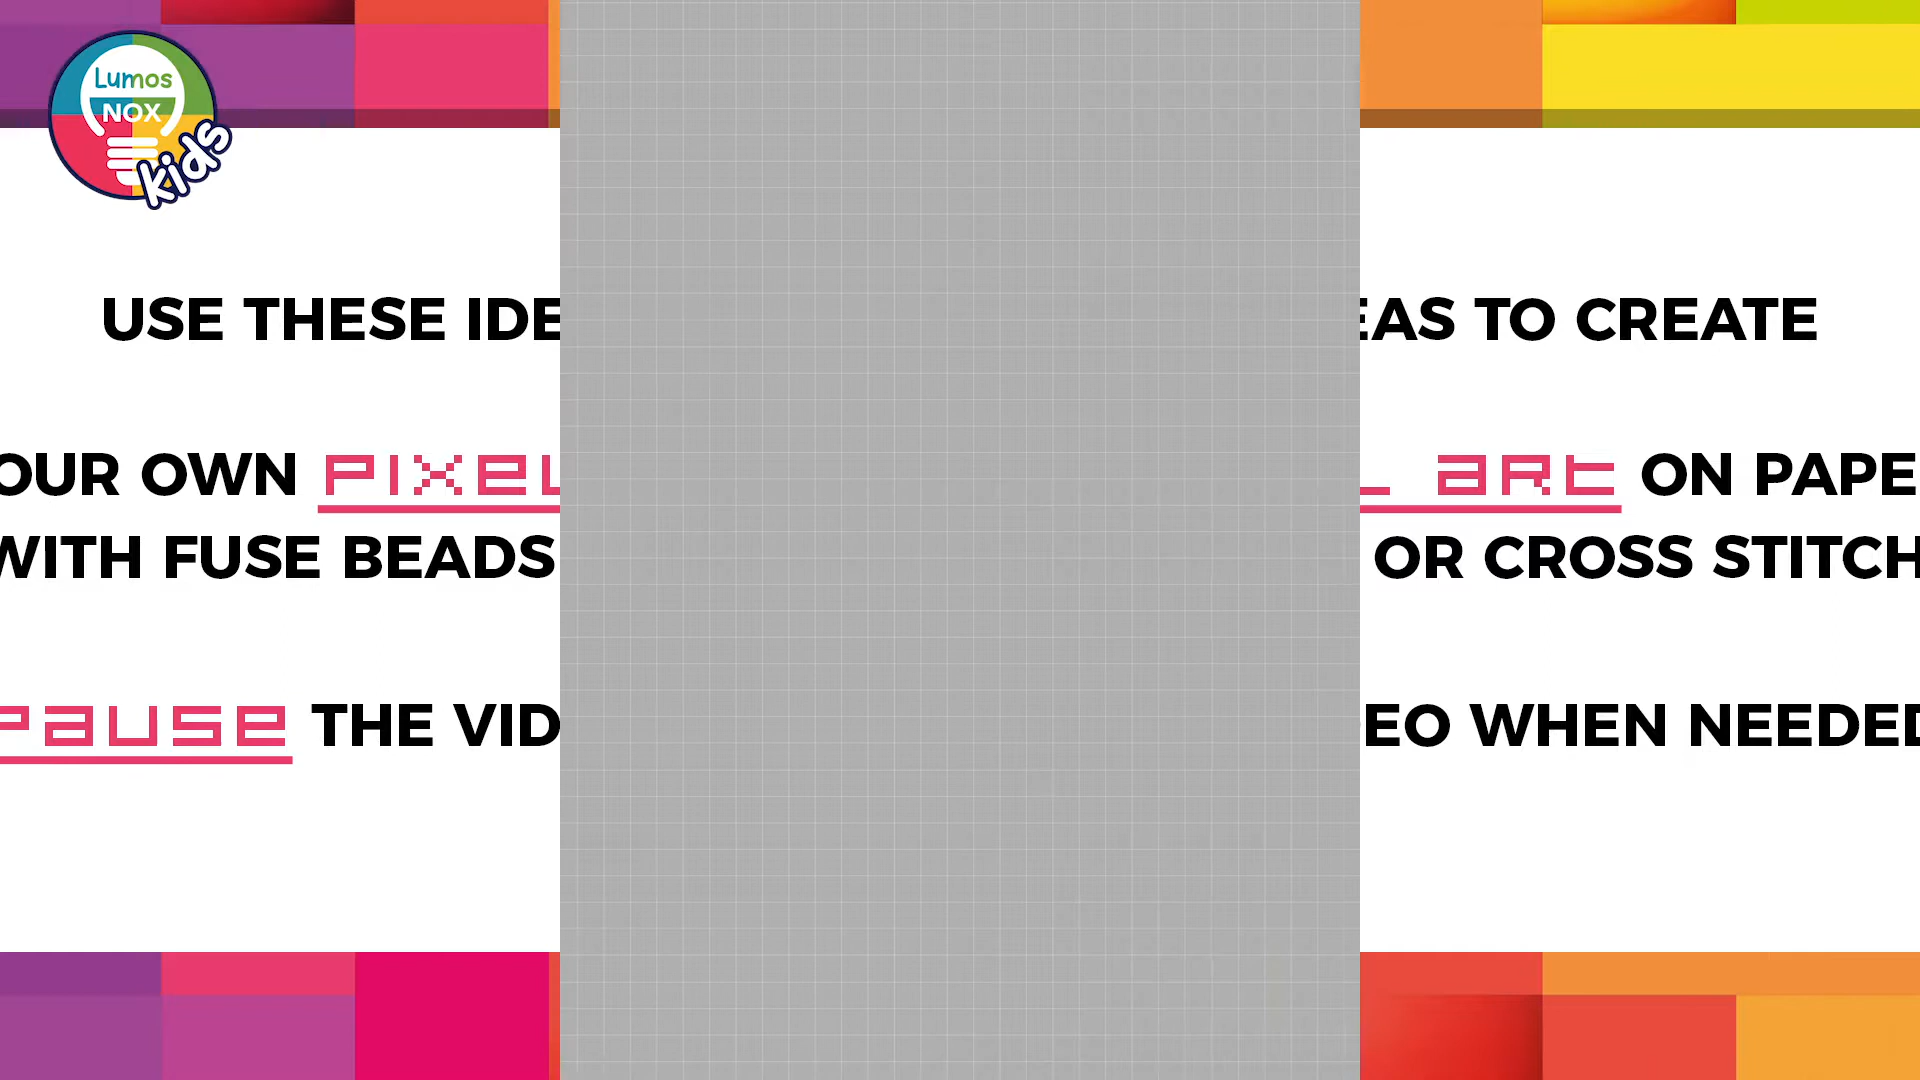 Lumos
NOX
kids
USE THESE IDE EAS TO CREATE
OUR OWN PIXEL L ART ON PAPE
WITH FUSE BEADS OR CROSS STITCH
PAUSE THE VID DEO WHEN NEEDED